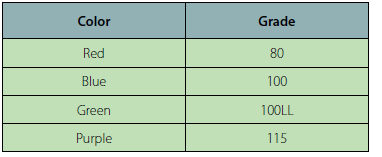 Color Grade
Red 80
Blue 100
Green 100LL
Purple 115